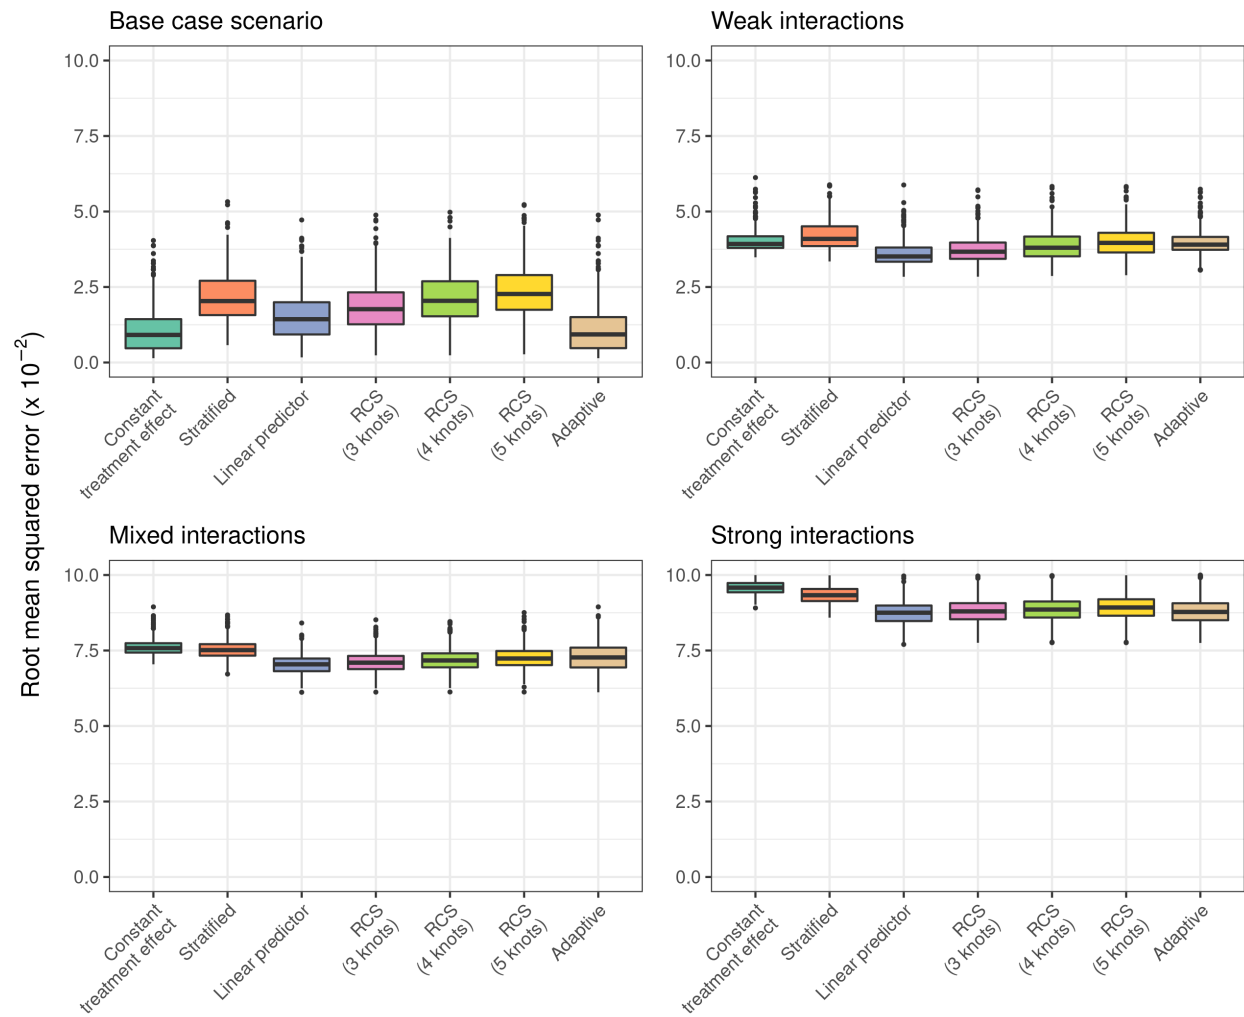 Root mean squared error (x 10⁻²)
Base case scenario
10.0
7.5
5.0
2.5
0.0
Constant
treatment effect
Stratified
Linear predictor
RCS
(3 knots)
RCS
(4 knots)
RCS
(5 knots)
Adaptive
Weak interactions
10.0
7.5
5.0
2.5
0.0
Constant
treatment effect
Stratified
Linear predictor
RCS
(3 knots)
RCS
(4 knots)
RCS
(5 knots)
Adaptive
Mixed interactions
10.0
7.5
5.0
2.5
0.0
Constant
treatment effect
Stratified
Linear predictor
RCS
(3 knots)
RCS
(4 knots)
RCS
(5 knots)
Adaptive
Strong interactions
10.0
7.5
5.0
2.5
0.0
Constant
treatment effect
Stratified
Linear predictor
RCS
(3 knots)
RCS
(4 knots)
RCS
(5 knots)
Adaptive